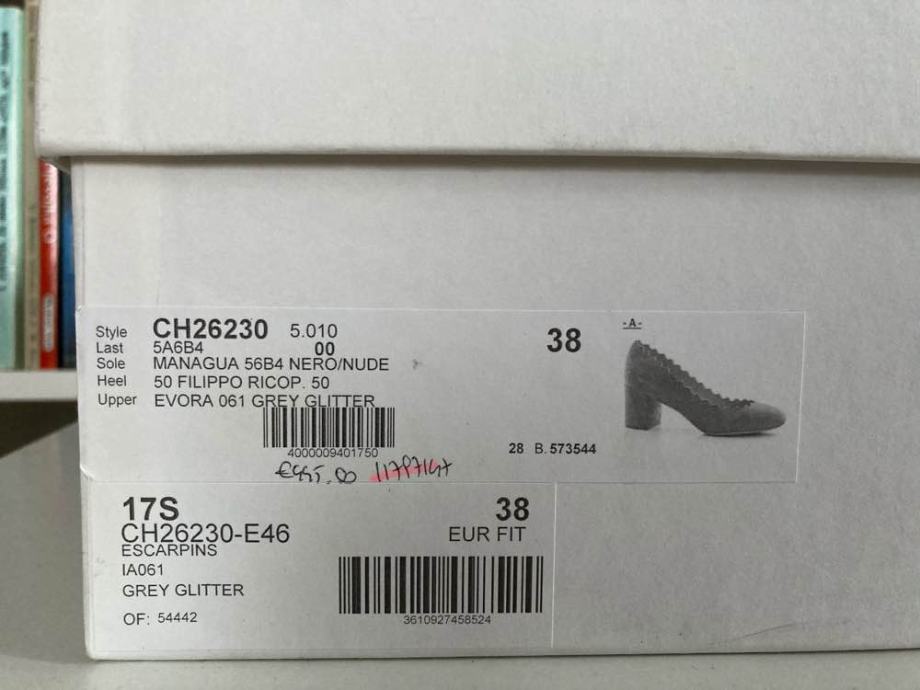 Style CH26230 5.010
Last 5A6B4 00
Sole MANAGUA 56B4 NERO/NUDE
Heel 50 FILIPPO RICOP. 50
Upper EVORA 061 GREY GLITTER
4000009401750
38
-A-
28 B. 573544
17S
CH26230-E46
ESCARPINS
IA061
GREY GLITTER
OF: 54442
38
EUR FIT
3610927458524